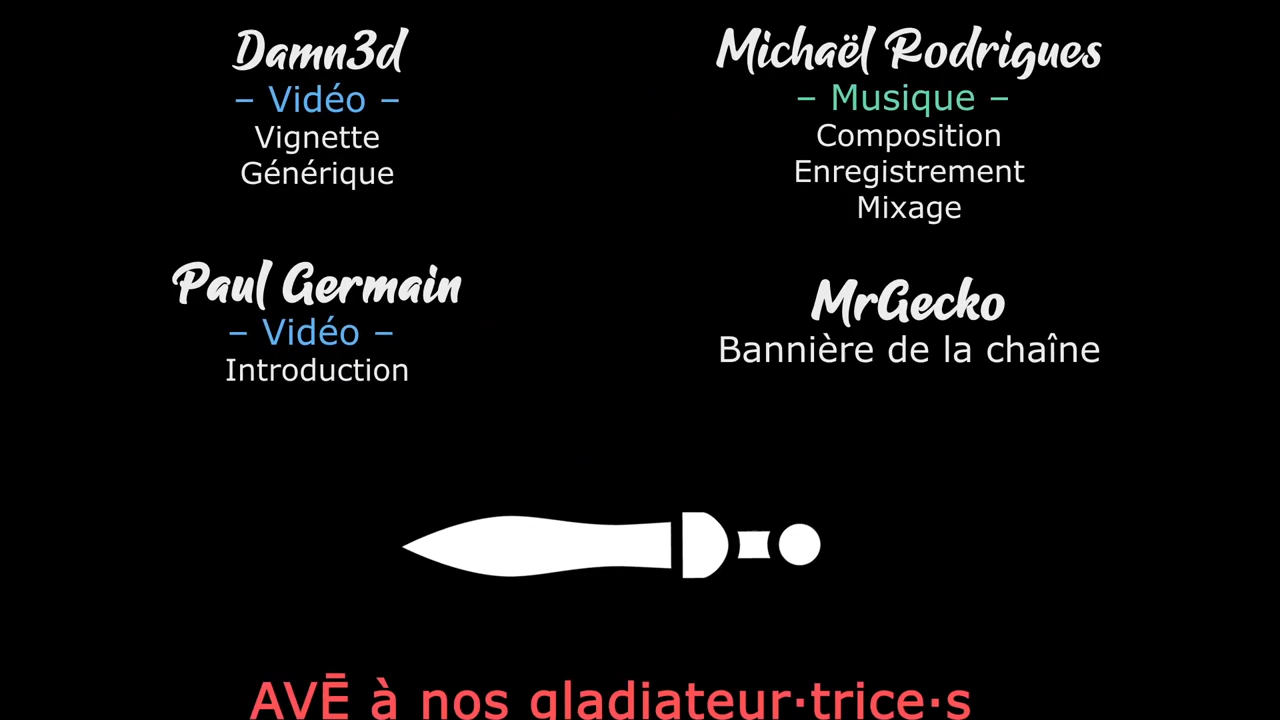 Damn3d
– Vidéo –
Vignette
Générique
Michaël Rodrigues
– Musique –
Composition
Enregistrement
Mixage
Paul Germain
– Vidéo –
Introduction
MrGecko
Bannière de la chaîne
AVĒ à nos gladiateur·trice·s